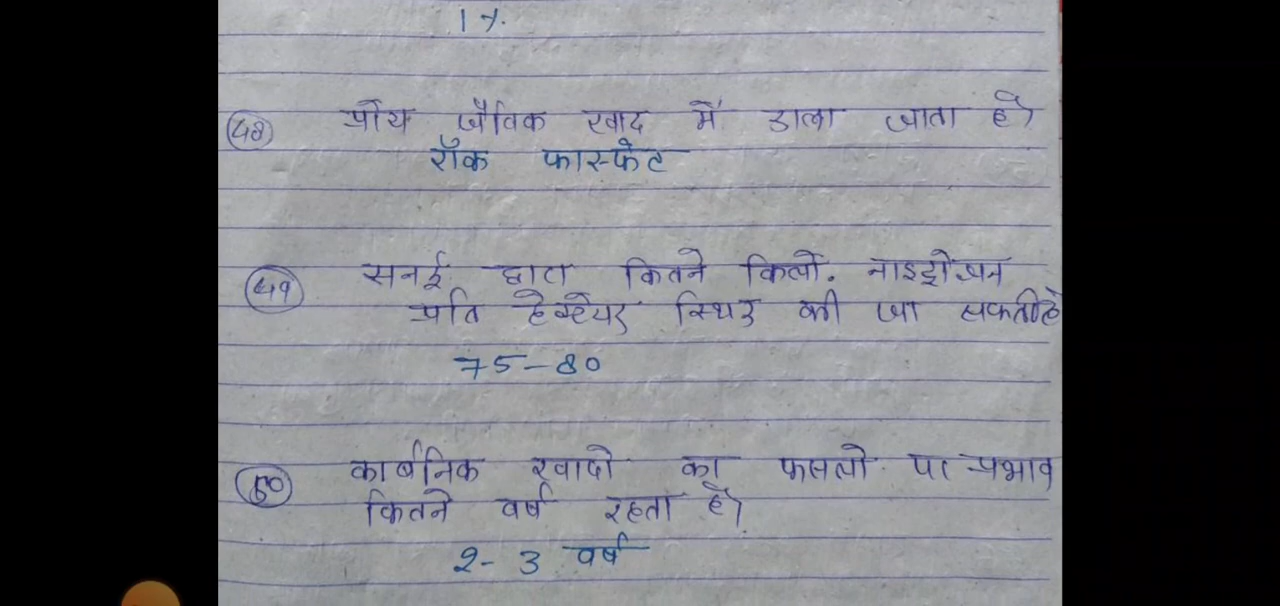 1 %.
48 प्रोय जैविक खाद में डाला जाता है
रॉक फास्फेट
49 सनई द्वारा कितने किलो. नाइट्रोजन
प्रति हेक्टेयर स्थिर की जा सकती है
75-80
50 कार्बनिक खादो का फसलो पर प्रभाव
कितने वर्ष रहता है
2- 3 वर्ष